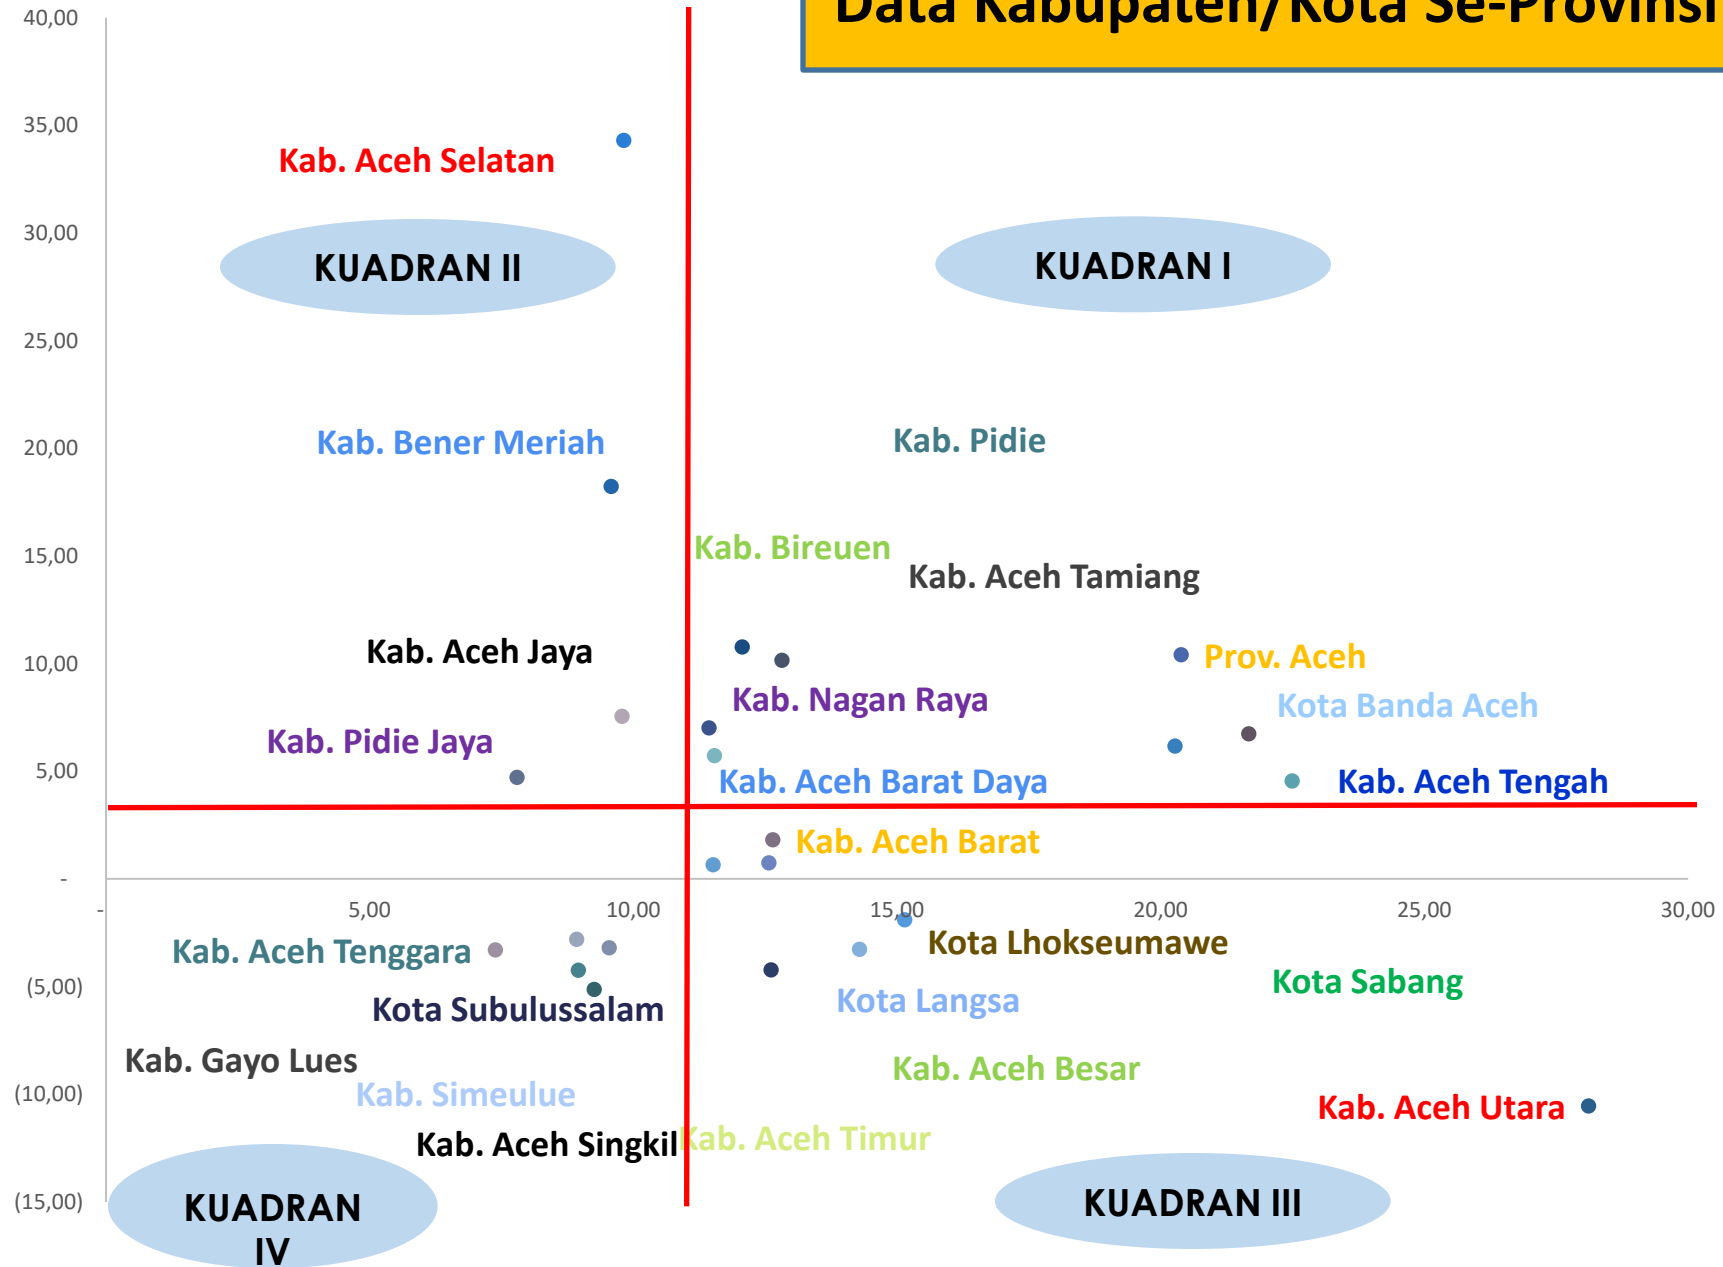 Data Kabupaten/Kota Se-Provinsi
40,00
35,00
Kab. Aceh Selatan
30,00
KUADRAN II
KUADRAN I
25,00
20,00
Kab. Bener Meriah
Kab. Pidie
15,00
Kab. Bireuen
Kab. Aceh Tamiang
10,00
Kab. Aceh Jaya
Prov. Aceh
Kab. Nagan Raya
Kota Banda Aceh
Kab. Pidie Jaya
5,00
Kab. Aceh Barat Daya
Kab. Aceh Tengah
Kab. Aceh Barat
-
- 5,00 10,00 15,00 20,00 25,00 30,00
Kab. Aceh Tenggara
Kota Lhokseumawe
(5,00)
Kota Sabang
Kota Subulussalam
Kota Langsa
Kab. Gayo Lues
Kab. Aceh Besar
(10,00)
Kab. Simeulue
Kab. Aceh Utara
Kab. Aceh Singkil
Kab. Aceh Timur
(15,00)
KUADRAN
IV
KUADRAN III